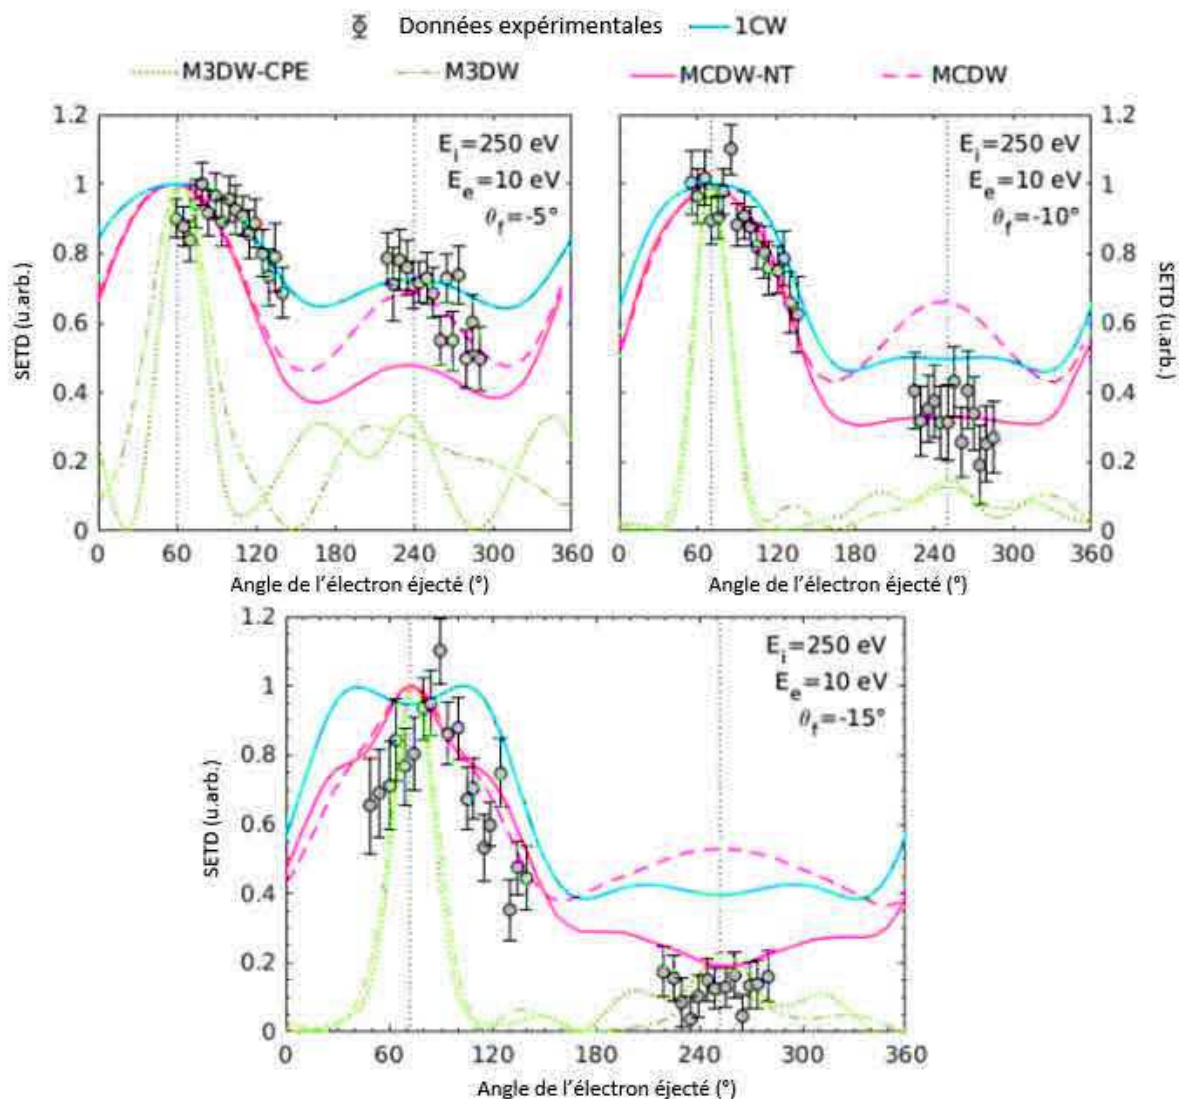 Données expérimentales 1CW
M3DW-CPE M3DW MCDW-NT MCDW
1.2
1
0.8
0.6
0.4
0.2
0
SETD (u.arb.)
E_i=250 eV
E_e=10 eV
θ_f=-5°
0 60 120 180 240 300 360
Angle de l'électron éjecté (°)
E_i=250 eV
E_e=10 eV
θ_f=-10°
1.2
1
0.8
0.6
0.4
0.2
0
SETD (u.arb.)
0 60 120 180 240 300 360
Angle de l'électron éjecté (°)
1.2
1
0.8
0.6
0.4
0.2
0
SETD (u.arb.)
E_i=250 eV
E_e=10 eV
θ_f=-15°
0 60 120 180 240 300 360
Angle de l'électron éjecté (°)